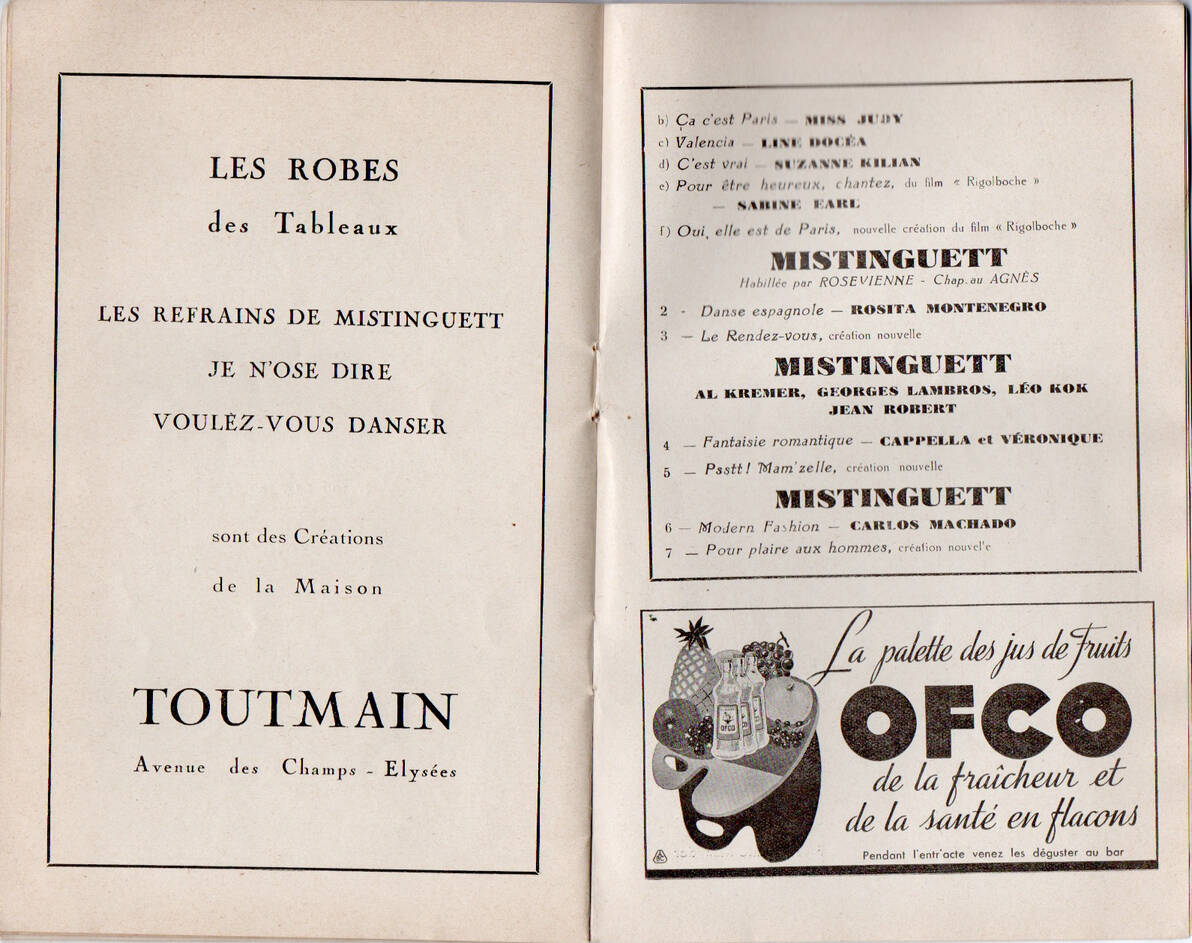 LES ROBES
des Tableaux
LES REFRAINS DE MISTINGUETT
JE N'OSE DIRE
VOULEZ-VOUS DANSER
sont des Créations
de la Maison
TOUTMAIN
Avenue des Champs - Elysées
b) Ça c'est Paris — MISS JUDY
c) Valencia — LINE DOCÉA
d) C'est vrai — SUZANNE KILIAN
e) Pour être heureux, chantez, du film « Rigolboche »
— SABINE EARL
f) Oui, elle est de Paris, nouvelle création du film « Rigolboche »
MISTINGUETT
Habillée par ROSEVIENNE - Chap.au AGNÈS
2 - Danse espagnole — ROSITA MONTENEGRO
3 — Le Rendez-vous, création nouvelle
MISTINGUETT
AL KREMER, GEORGES LAMBROS, LÉO KOK
JEAN ROBERT
4 — Fantaisie romantique — CAPPELLA et VÉRONIQUE
5 — Psstt ! Mam'zelle, création nouvelle
MISTINGUETT
6 — Modern Fashion — CARLOS MACHADO
7 — Pour plaire aux hommes, création nouvel'e
La palette des jus de Fruits
OFCO
de la fraîcheur et
de la santé en flacons
Pendant l'entr'acte venez les déguster au bar
OFCO